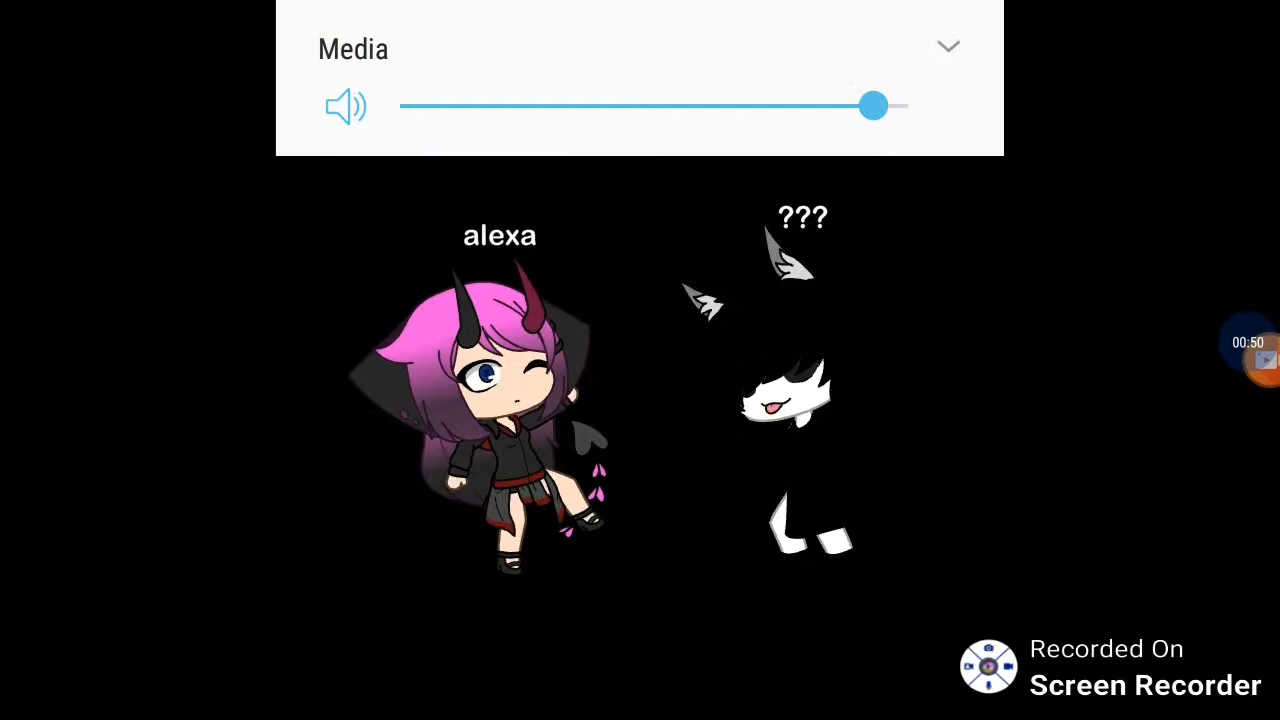 Media
???
alexa
00:50
Recorded On
Screen Recorder